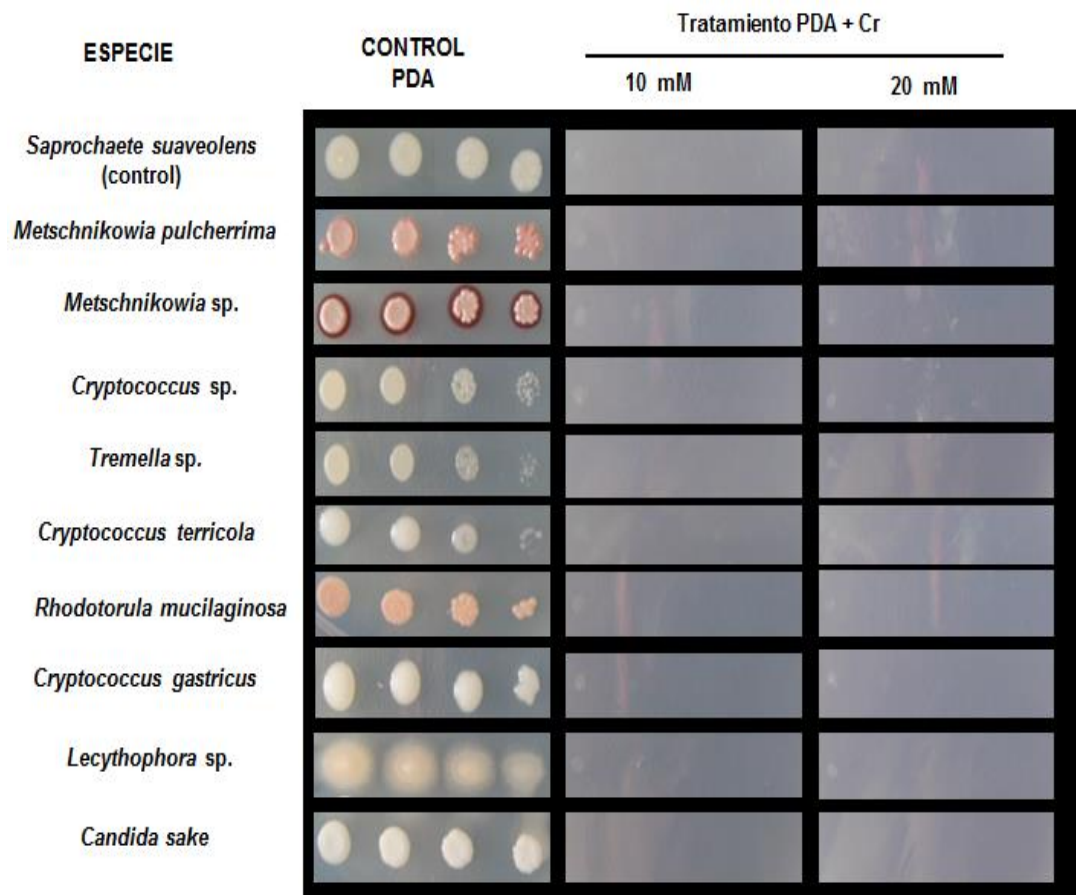 ESPECIE
CONTROL
PDA
Tratamiento PDA + Cr
10 mM
20 mM
Saprochaete suaveolens
(control)
Metschnikowia pulcherrima
Metschnikowia sp.
Cryptococcus sp.
Tremella sp.
Cryptococcus terricola
Rhodotorula mucilaginosa
Cryptococcus gastricus
Lecythophora sp.
Candida sake